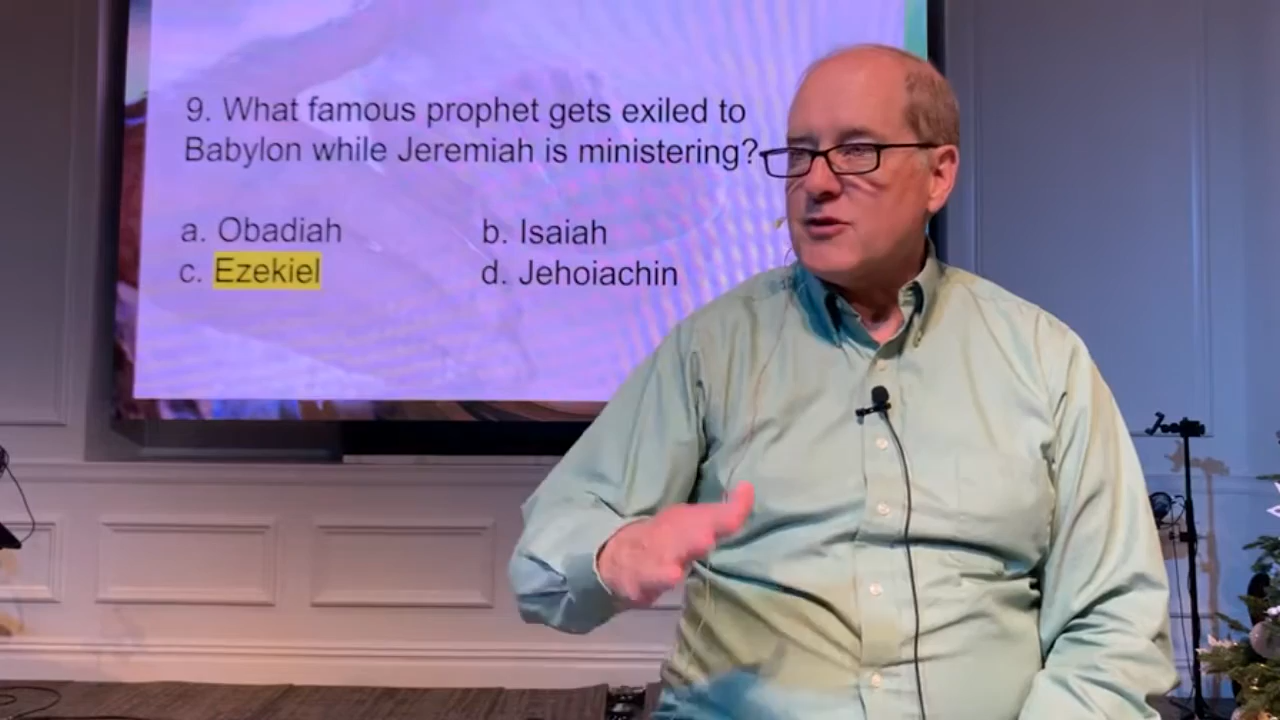 9. What famous prophet gets exiled to
Babylon while Jeremiah is ministering?
a. Obadiah b. Isaiah
c. Ezekiel d. Jehoiachin